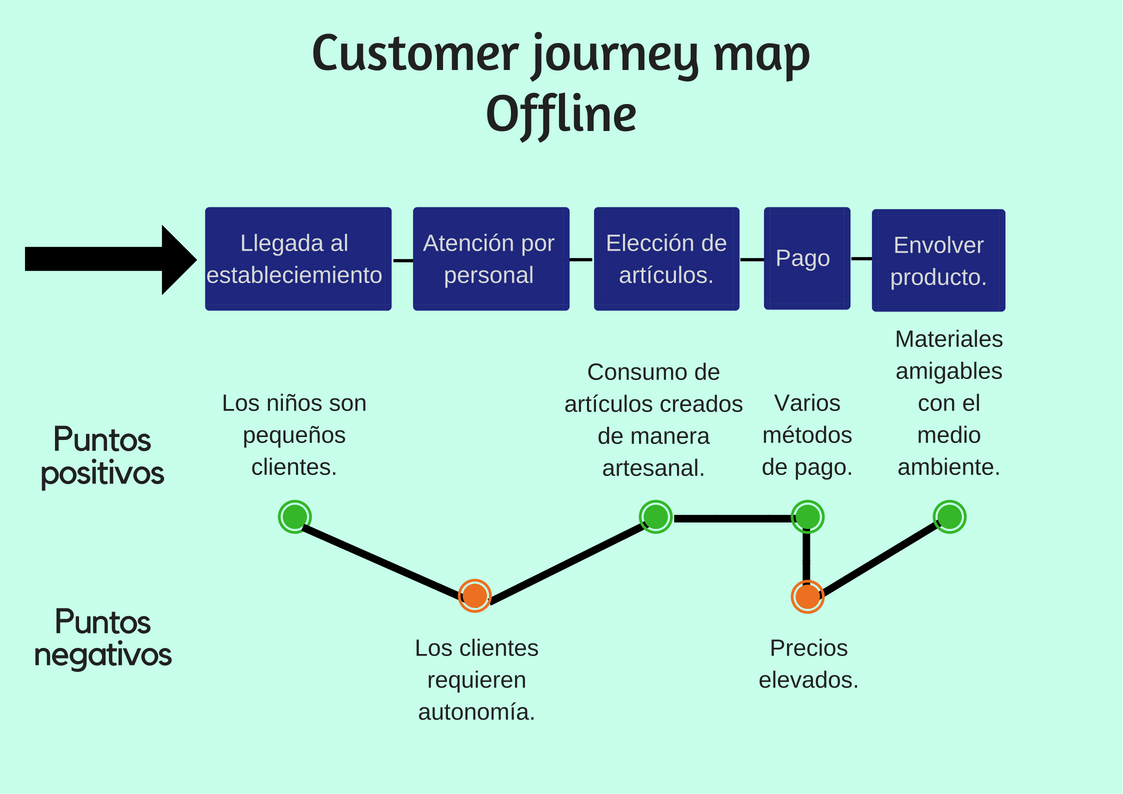 Customer journey map
Offline
Llegada al
estableciemiento
Atención por
personal
Elección de
artículos.
Pago
Envolver
producto.
Puntos
positivos
Los niños son
pequeños
clientes.
Consumo de
artículos creados
de manera
artesanal.
Varios
métodos
de pago.
Materiales
amigables
con el
medio
ambiente.
Puntos
negativos
Los clientes
requieren
autonomía.
Precios
elevados.